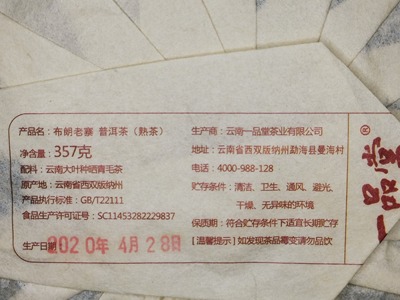 产品名：布朗老寨 普洱茶（熟茶）
净含量：357克
配料：云南大叶种晒青毛茶
原产地：云南省西双版纳州
产品执行标准：GB/T22111
食品生产许可证号：SC11453282229837
生产日期
2020年 4月 28日
生产商：云南一品堂茶业有限公司
地址：云南省西双版纳州勐海县曼海村
电话：4000-988-128
贮存条件：清洁、卫生、通风、避光、
干燥、无异味的环境
保质期：符合贮存条件下适宜长期贮存
[ 温馨提示 ] 如发现茶品霉变请勿品饮
®